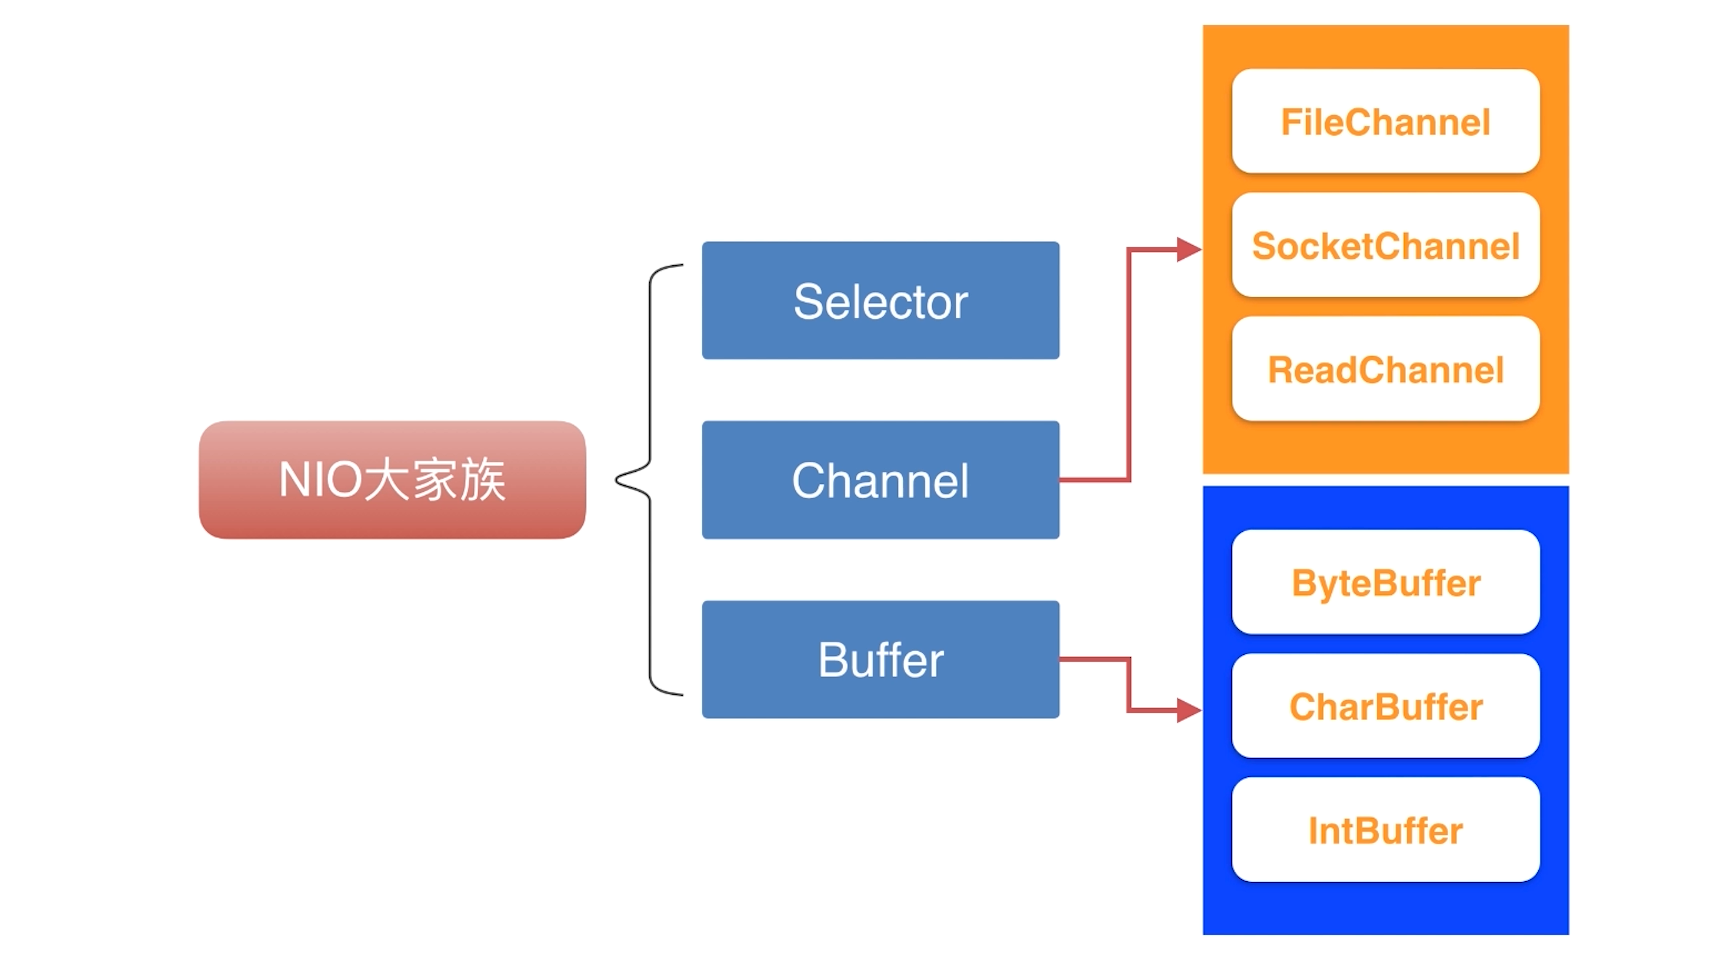 NIO大家族
Selector
Channel
Buffer
FileChannel
SocketChannel
ReadChannel
ByteBuffer
CharBuffer
IntBuffer